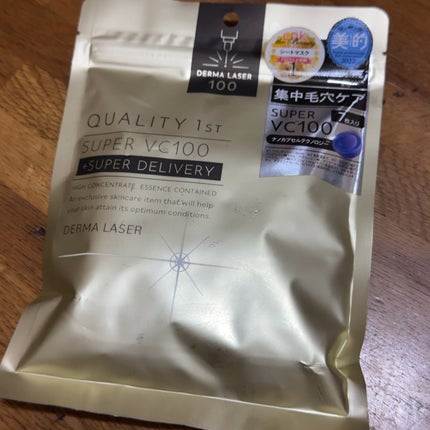 DERMA LASER
100
QUALITY 1ST
SUPER VC100
+SUPER DELIVERY
HIGH CONCENTRATE ESSENCE CONTAINED
An exclusive skincare item that will help
your skin attain its optimum conditions.
DERMA LASER
シートマスク
1
美的
集中毛穴ケア
SUPER
VC100
7枚入り
ナノカプセルテクノロジー